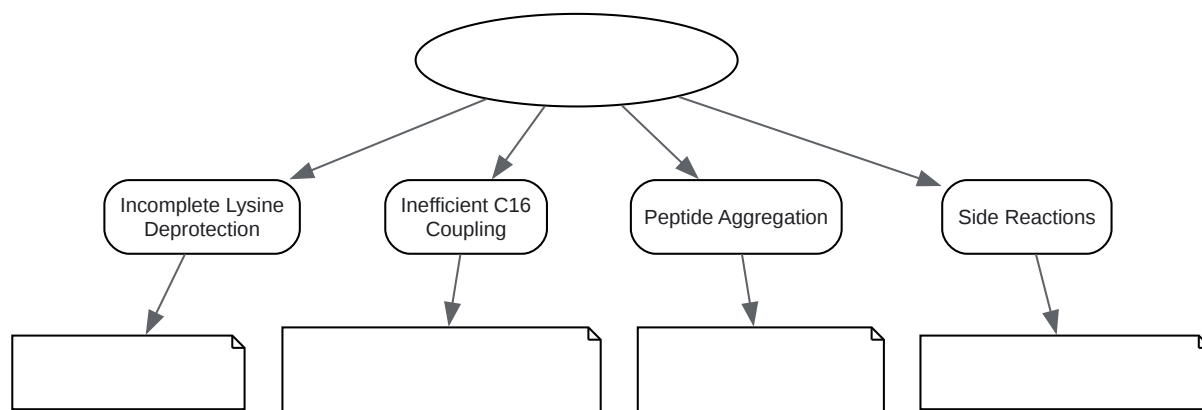 Incomplete Lysine
Deprotection
Inefficient C16
Coupling
Peptide Aggregation
Side Reactions